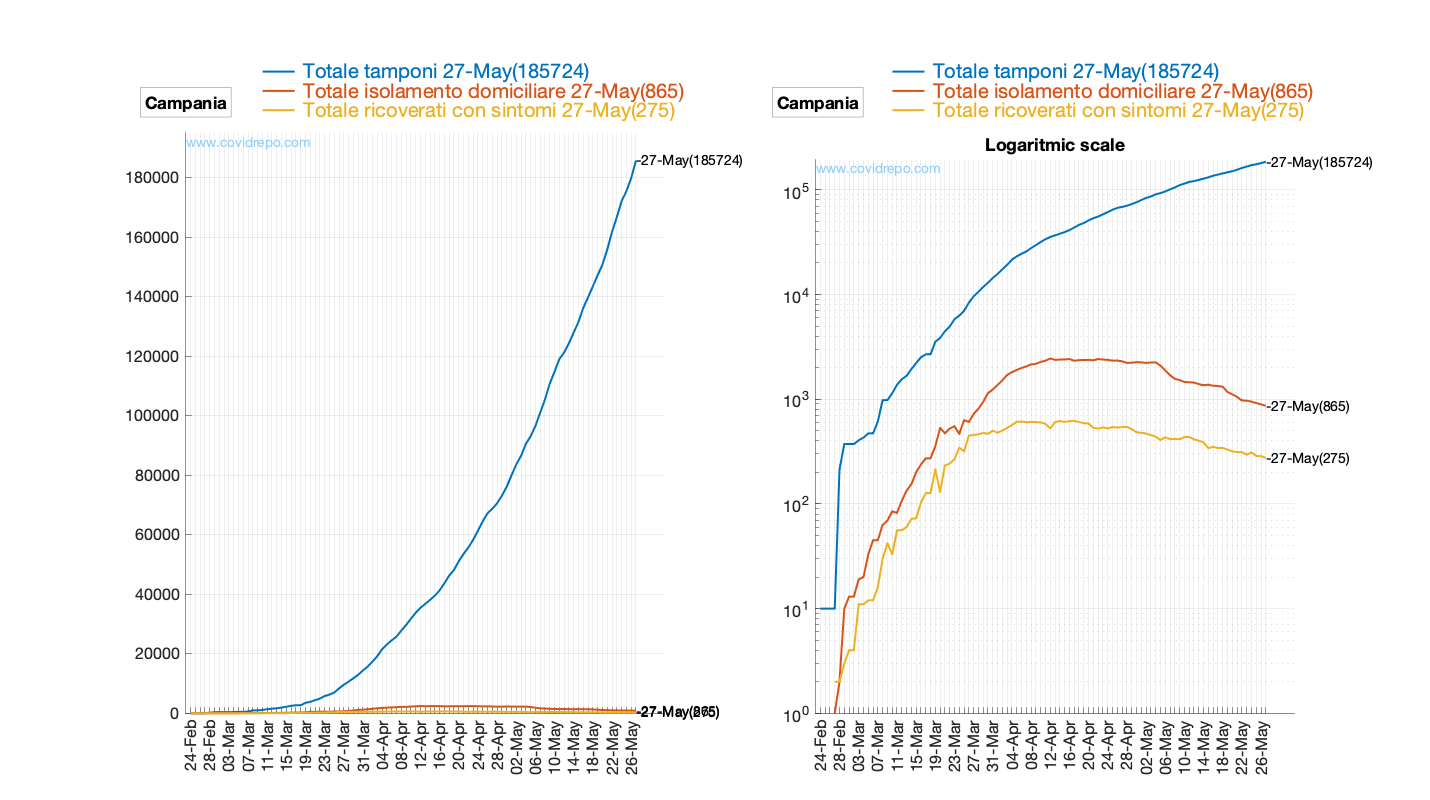 Totale tamponi 27-May(185724)
Totale isolamento domiciliare 27-May(865)
Totale ricoverati con sintomi 27-May(275)
Campania
www.covidrepo.com
-27-May(185724)
180000
160000
140000
120000
100000
80000
60000
40000
20000
0
-27-May(865)
-27-May(275)
24-Feb
28-Feb
03-Mar
07-Mar
11-Mar
15-Mar
19-Mar
23-Mar
27-Mar
31-Mar
04-Apr
08-Apr
12-Apr
16-Apr
20-Apr
24-Apr
28-Apr
02-May
06-May
10-May
14-May
18-May
22-May
26-May
Totale tamponi 27-May(185724)
Totale isolamento domiciliare 27-May(865)
Totale ricoverati con sintomi 27-May(275)
Campania
Logaritmic scale
www.covidrepo.com
-27-May(185724)
10^5
10^4
10^3
-27-May(865)
-27-May(275)
10^2
10^1
10^0
24-Feb
28-Feb
03-Mar
07-Mar
11-Mar
15-Mar
19-Mar
23-Mar
27-Mar
31-Mar
04-Apr
08-Apr
12-Apr
16-Apr
20-Apr
24-Apr
28-Apr
02-May
06-May
10-May
14-May
18-May
22-May
26-May